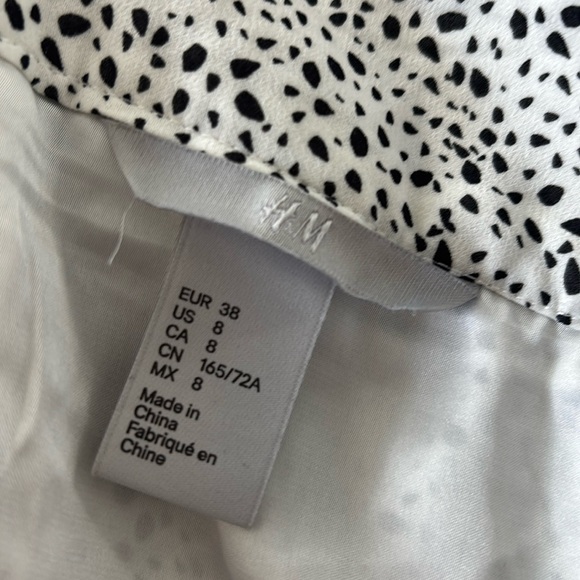 H&M
EUR 38
US 8
CA 8
CN 165/72A
MX 8
Made in
China
Fabriqué en
Chine